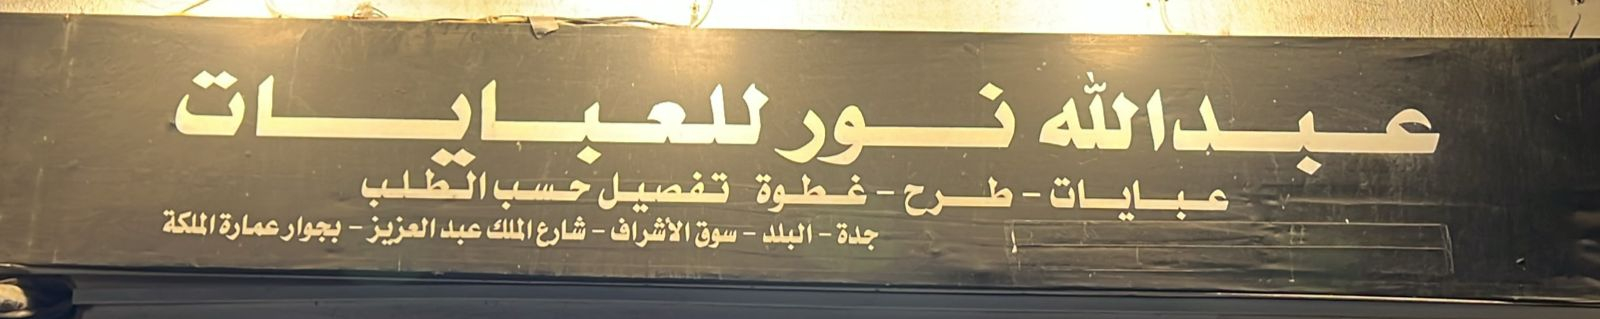 عبدالله نور للعبايات
عبايات - طرح - غطوة تفصيل حسب الطلب
جدة - البلد - سوق الأشراف - شارع الملك عبد العزيز - بجوار عمارة الملكة